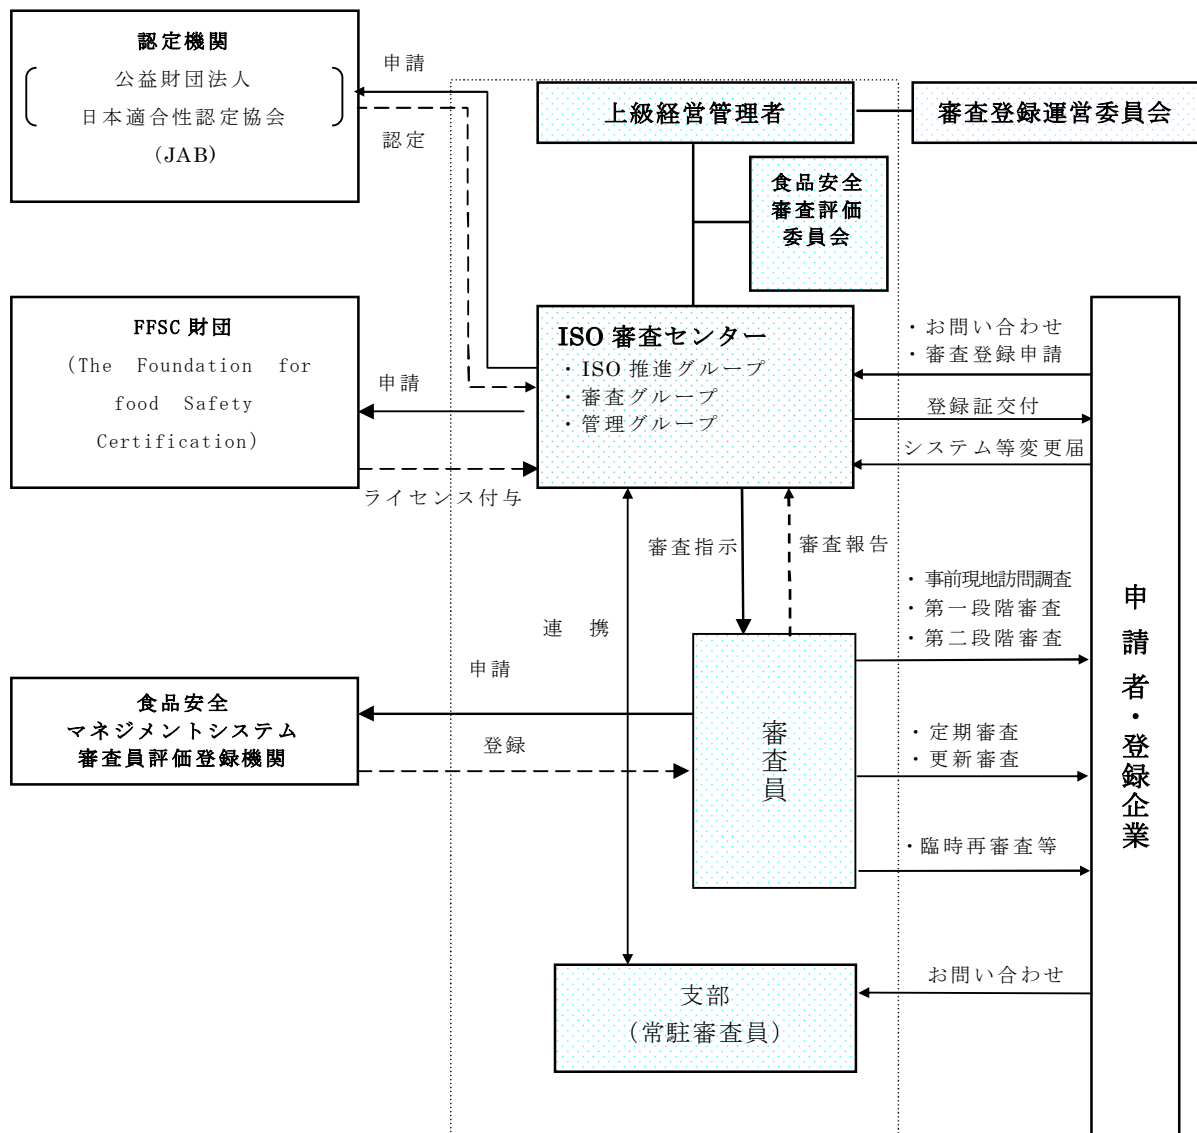 認定機関
公益財団法人
日本適合性認定協会
(JAB)
申請
認定
上級経営管理者
審査登録運営委員会
食品安全
審査評価
委員会
FFSC 財団
(The Foundation for
food Safety
Certification)
申請
ライセンス付与
ISO 審査センター
・ISO 推進グループ
・審査グループ
・管理グループ
・お問い合わせ
・審査登録申請
登録証交付
システム等変更届
審査指示
審査報告
連 携
・事前現地訪問調査
・第一段階審査
・第二段階審査
申請者・登録企業
申請
食品安全
マネジメントシステム
審査員評価登録機関
登録
審査員
・定期審査
・更新審査
・臨時再審査等
支部
（常駐審査員）
お問い合わせ